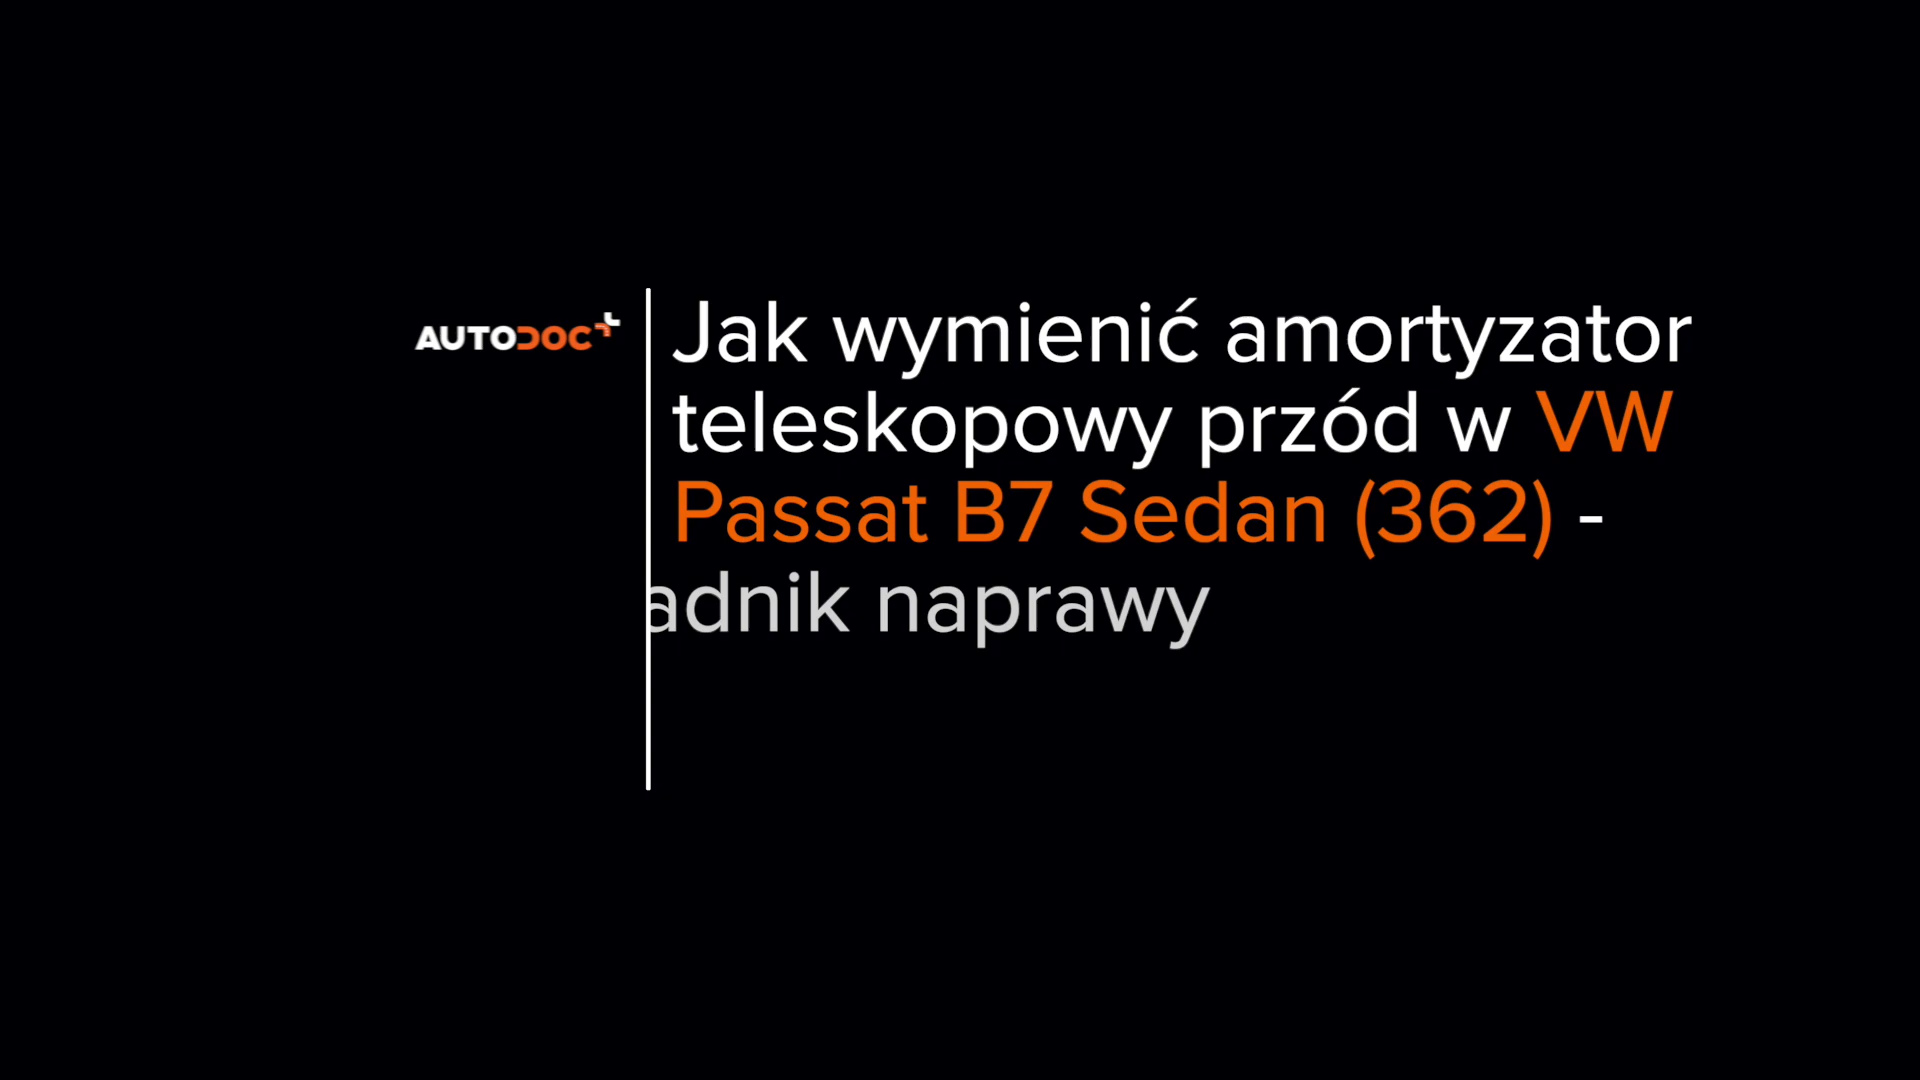 AUTODOC
Jak wymienić amortyzator
teleskopowy przód w VW
Passat B7 Sedan (362) -
adnik naprawy